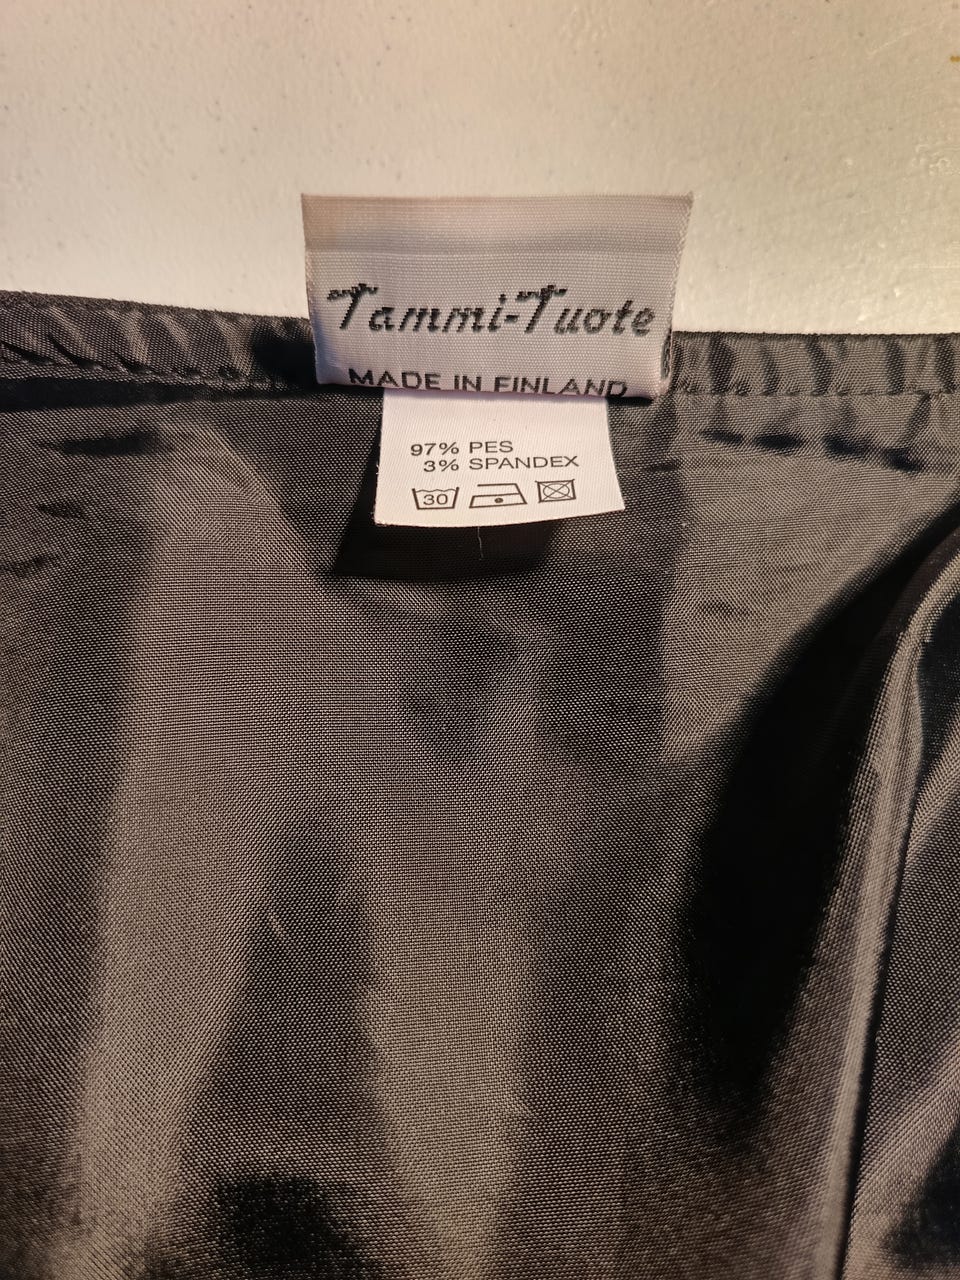 Tammi-Tuote
MADE IN FINLAND
97% PES
3% SPANDEX
30